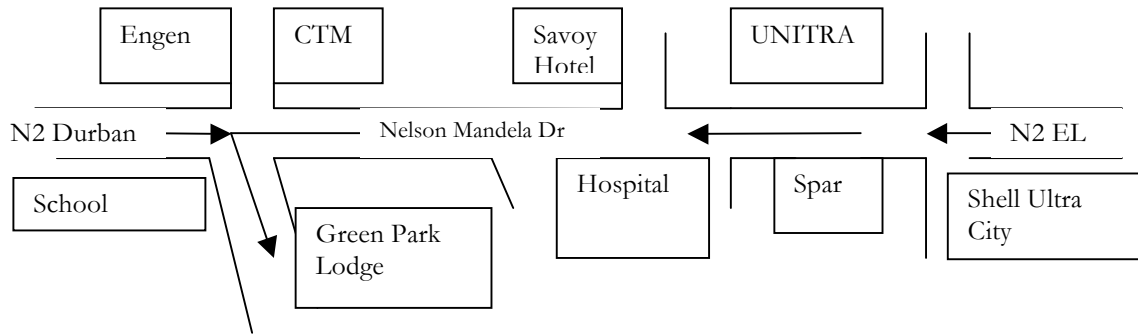 Engen
CTM
Savoy
Hotel
UNITRA
N2 Durban
Nelson Mandela Dr
N2 EL
School
Green Park
Lodge
Hospital
Spar
Shell Ultra
City